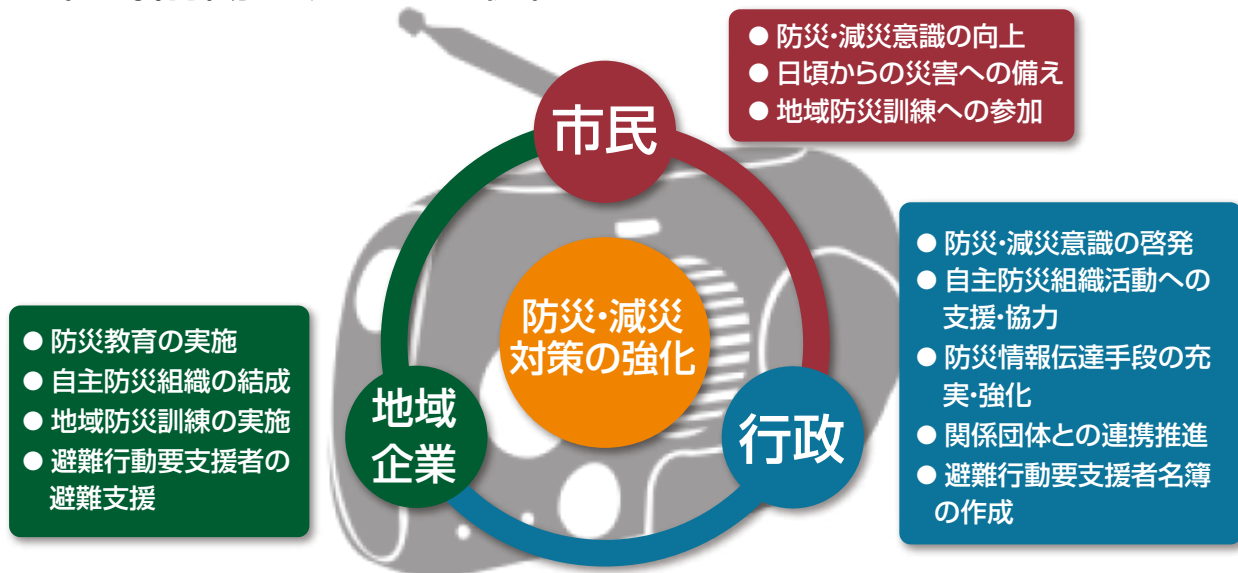 市民
● 防災・減災意識の向上
● 日頃からの災害への備え
● 地域防災訓練への参加
防災・減災
対策の強化
行政
● 防災・減災意識の啓発
● 自主防災組織活動への
支援・協力
● 防災情報伝達手段の充
実・強化
● 関係団体との連携推進
● 避難行動要支援者名簿
の作成
地域
企業
● 防災教育の実施
● 自主防災組織の結成
● 地域防災訓練の実施
● 避難行動要支援者の
避難支援